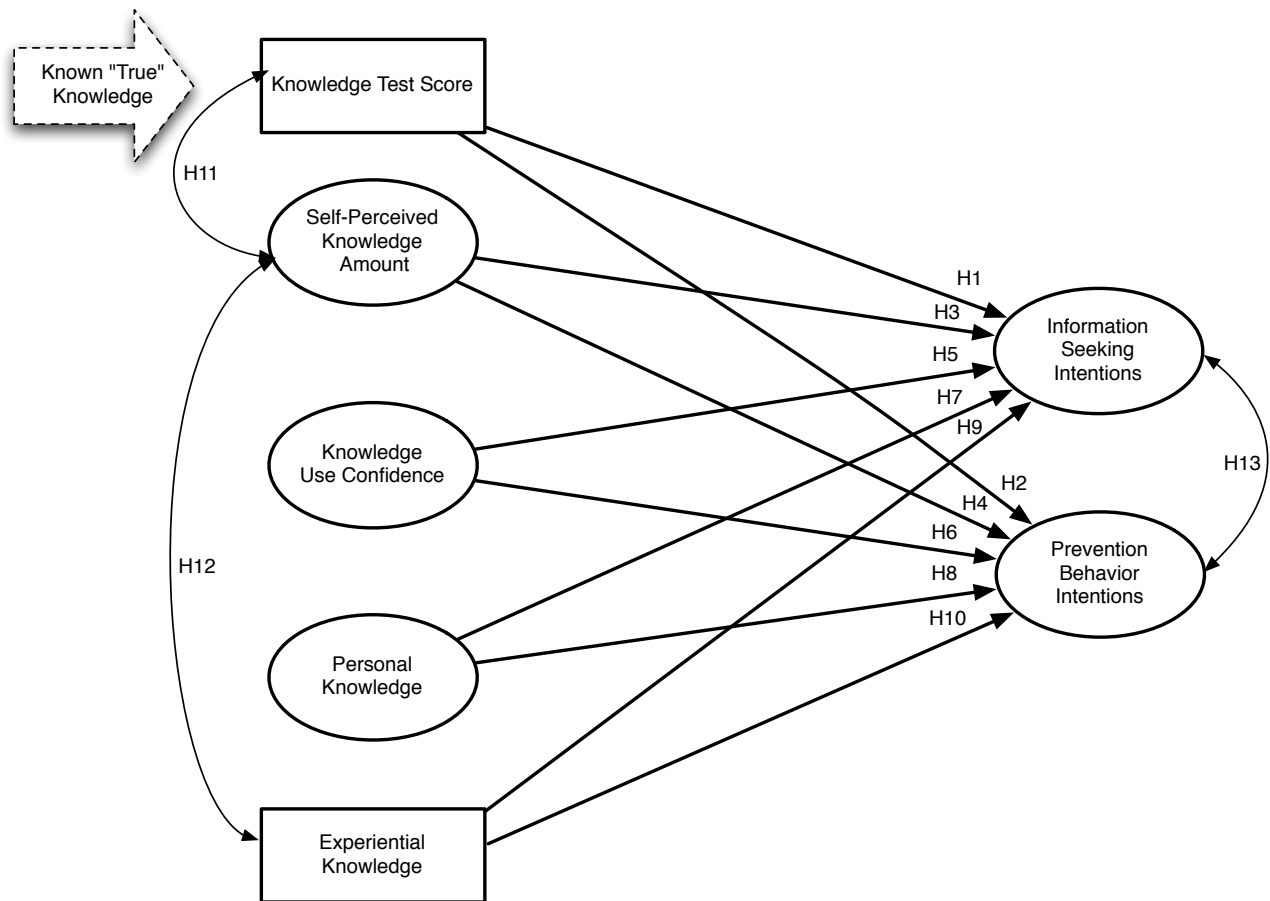 Known "True"
Knowledge
Knowledge Test Score
H11
Self-Perceived
Knowledge
Amount
H1
H3
Information
Seeking
Intentions
H5
H7
H9
Knowledge
Use Confidence
H13
H2
H4
H6
Prevention
Behavior
Intentions
H12
H8
H10
Personal
Knowledge
Experiential
Knowledge